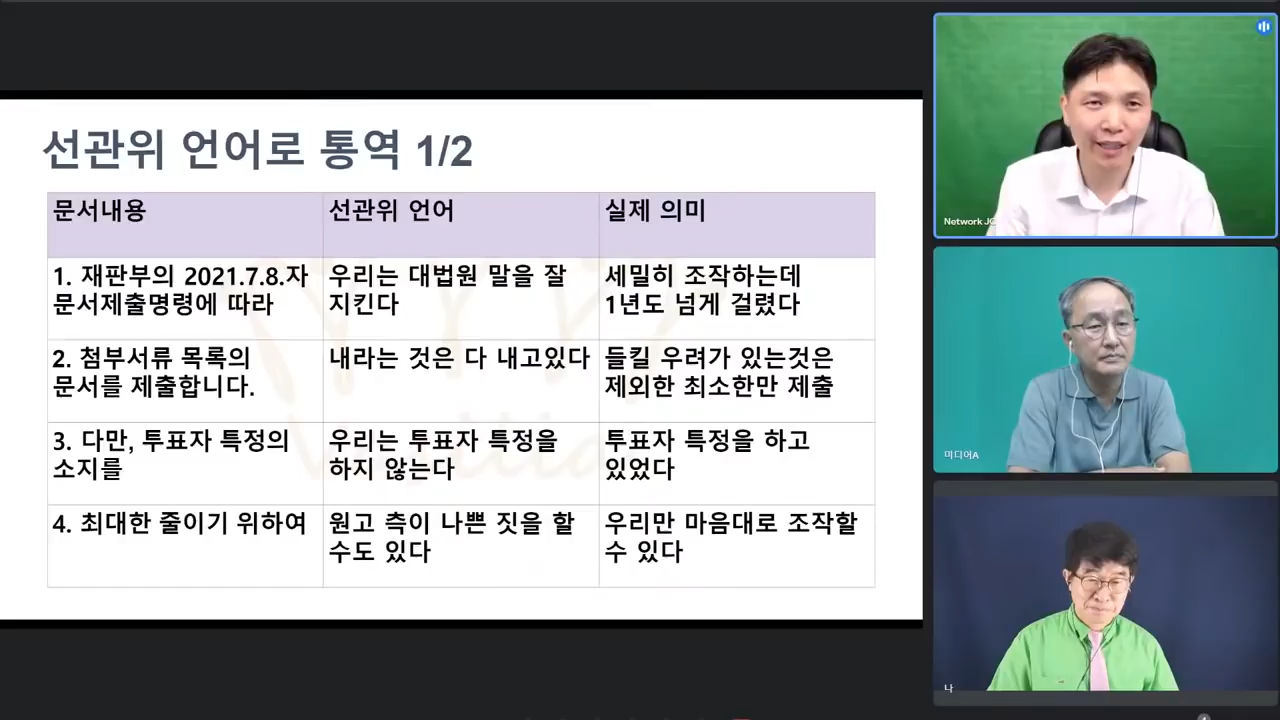 선관위 언어로 통역 1/2
문서내용
선관위 언어
실제 의미
1. 재판부의 2021.7.8.자
문서제출명령에 따라
우리는 대법원 말을 잘
지킨다
세밀히 조작하는데
1년도 넘게 걸렸다
2. 첨부서류 목록의
문서를 제출합니다.
내라는 것은 다 내고있다
들킬 우려가 있는것은
제외한 최소한만 제출
3. 다만, 투표자 특정의
소지를
우리는 투표자 특정을
하지 않는다
투표자 특정을 하고
있었다
4. 최대한 줄이기 위하여
원고 측이 나쁜 짓을 할
수도 있다
우리만 마음대로 조작할
수 있다
Network JC
미디어A
나